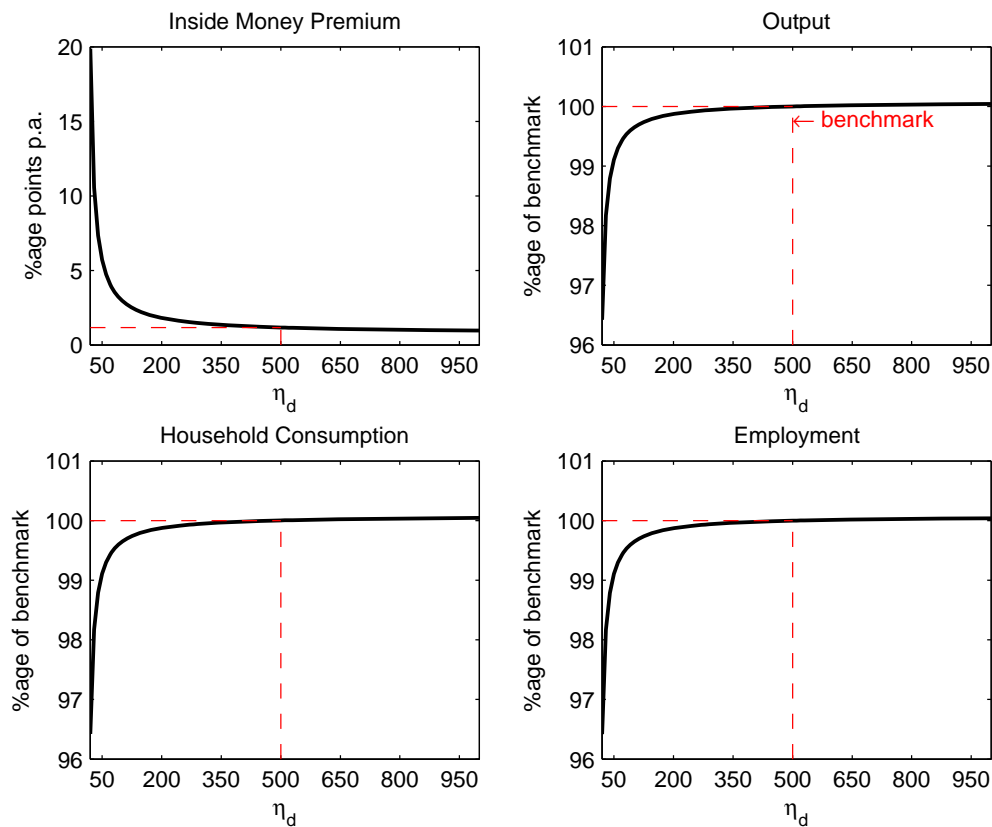 Inside Money Premium
%age points p.a.
20
15
10
5
0
50 200 350 500 650 800 950
η_d
Output
%age of benchmark
101
100
99
98
97
96
← benchmark
50 200 350 500 650 800 950
η_d
Household Consumption
%age of benchmark
101
100
99
98
97
96
50 200 350 500 650 800 950
η_d
Employment
%age of benchmark
101
100
99
98
97
96
50 200 350 500 650 800 950
η_d